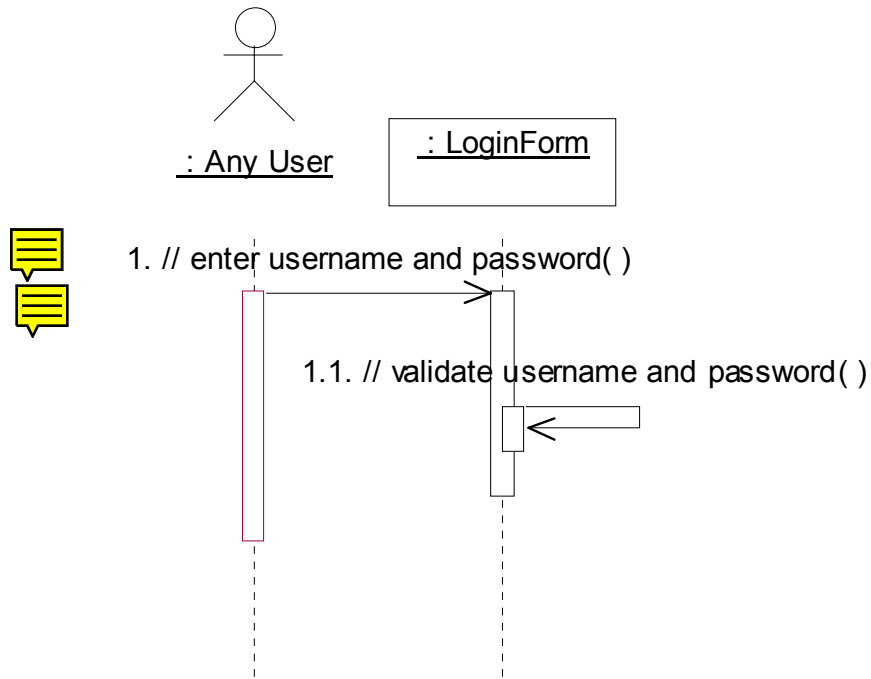 : Any User
: LoginForm
1. // enter username and password( )
1.1. // validate username and password( )